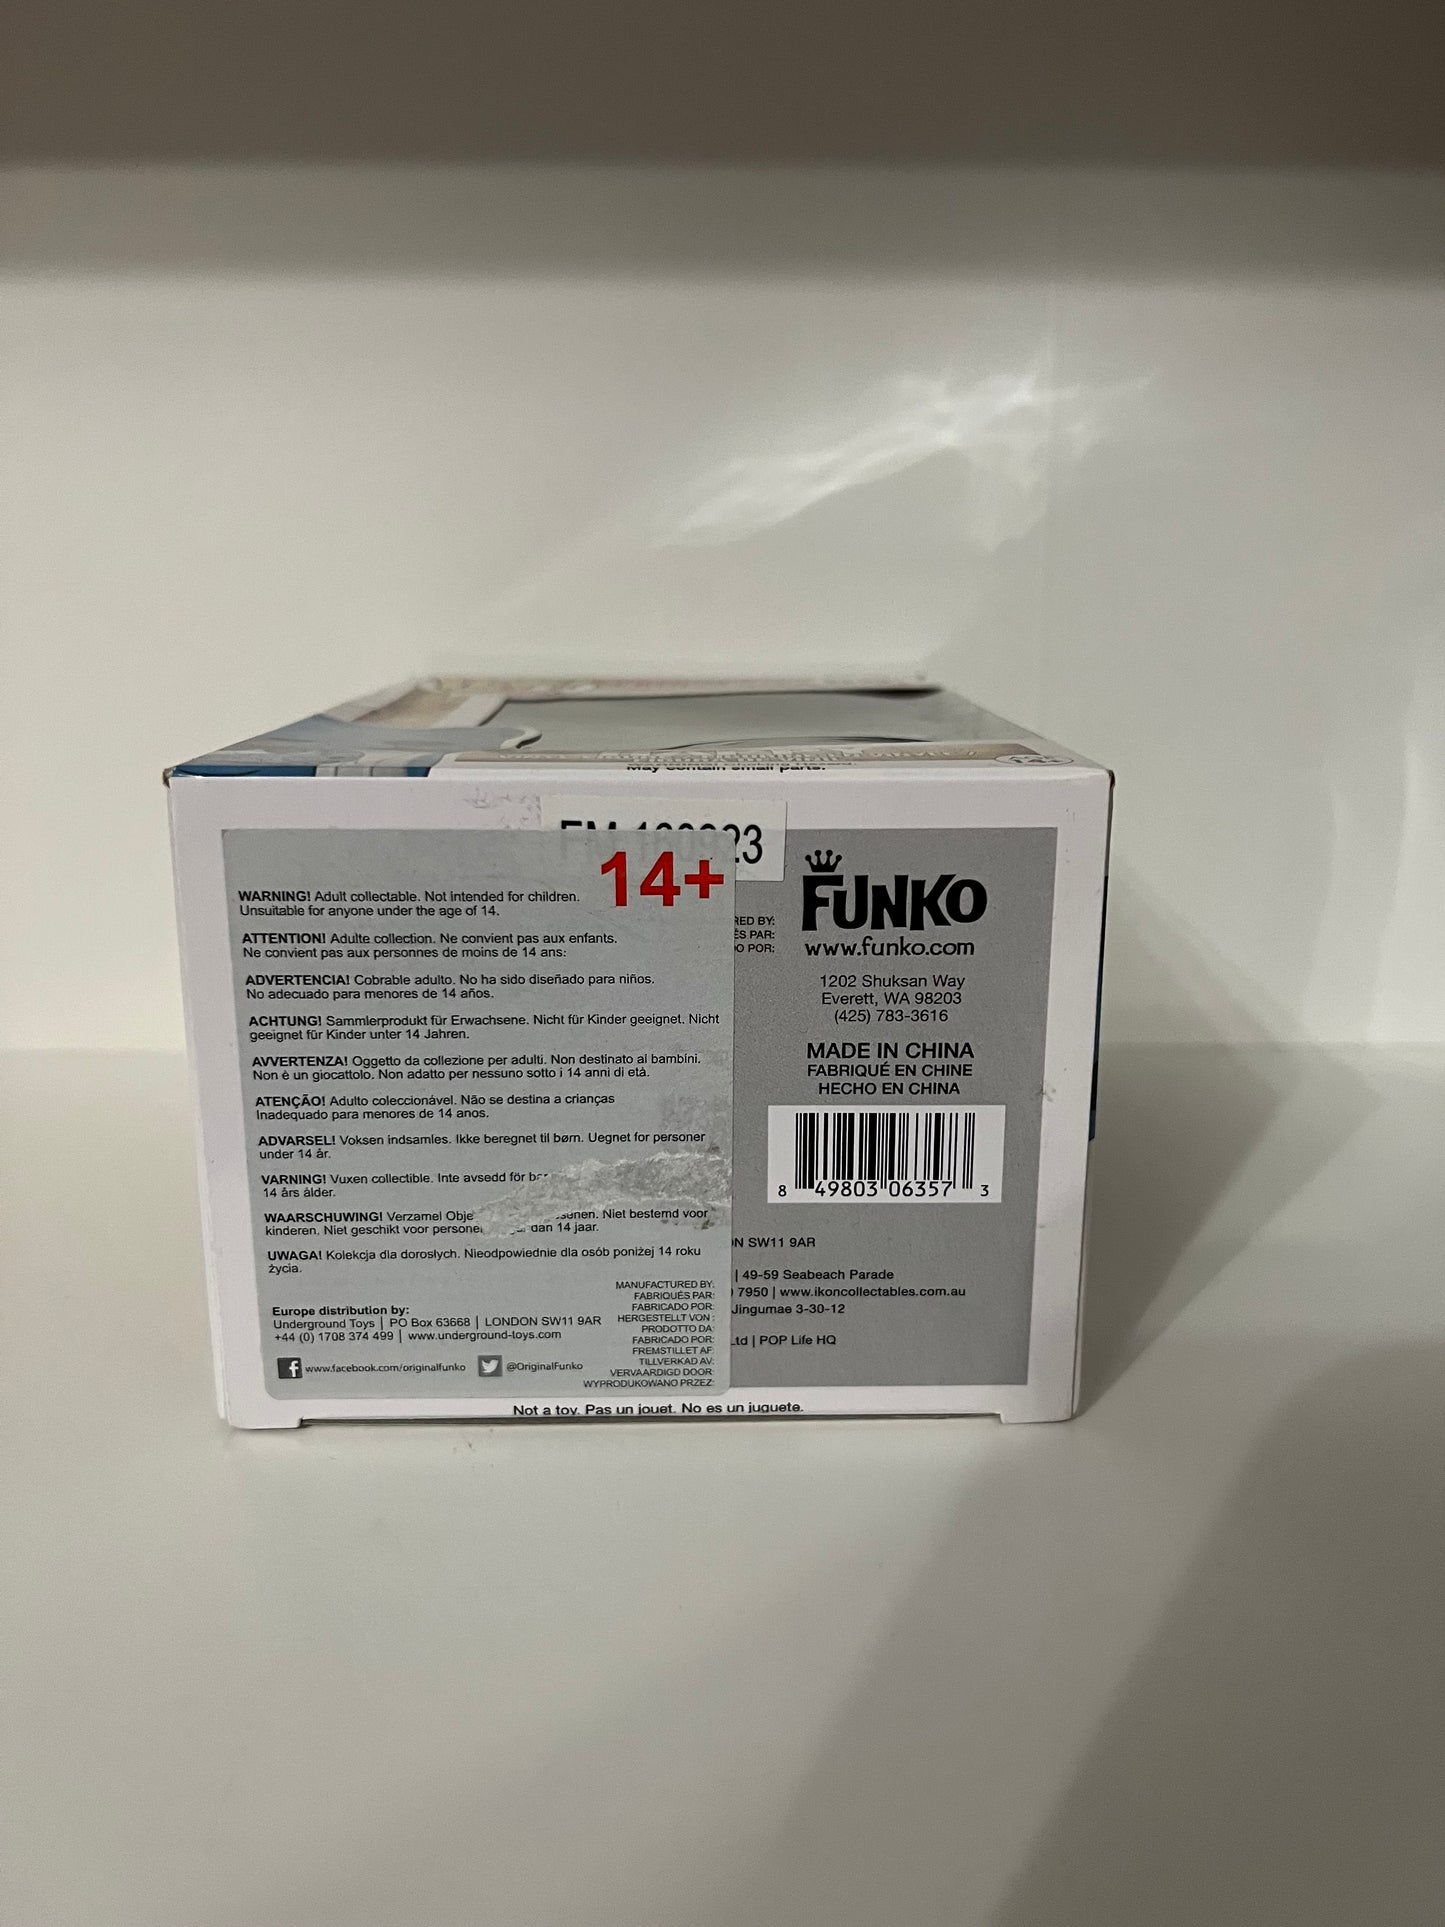 May contain small parts.
23
14+
WARNING! Adult collectable. Not intended for children.
Unsuitable for anyone under the age of 14.
ATTENTION! Adulte collection. Ne convient pas aux enfants.
Ne convient pas aux personnes de moins de 14 ans:
ADVERTENCIA! Cobrable adulto. No ha sido diseñado para niños.
No adecuado para menores de 14 años.
ACHTUNG! Sammlerprodukt für Erwachsene. Nicht für Kinder geeignet. Nicht
geeignet für Kinder unter 14 Jahren.
AVVERTENZA! Oggetto da collezione per adulti. Non destinato ai bambini.
Non è un giocattolo. Non adatto per nessuno sotto i 14 anni di età.
ATENÇÃO! Adulto coleccionável. Não se destina a crianças
Inadequado para menores de 14 anos.
ADVARSEL! Voksen indsamles. Ikke beregnet til børn. Uegnet for personer
under 14 år.
VARNING! Vuxen collectible. Inte avsedd för
14 års ålder.
WAARSCHUWING! Verzamel Niet bestemd voor
kinderen. Niet geschikt voor dan 14 jaar.
UWAGA! Kolekcja dla dorosłych. Nieodpowiednie dla osób poniżej 14 roku
życia.
Europe distribution by:
Underground Toys | PO Box 63668 | LONDON SW11 9AR
+44 (0) 1708 374 499 | www.underground-toys.com
www.facebook.com/originalfunko @OriginalFunko
MANUFACTURED BY:
FABRIQUÉS PAR:
FABRICADO POR:
HERGESTELLT VON :
PRODOTTO DA:
FABRICADO POR:
FREMSTILLET AF:
TILLVERKAD AV:
VERVAARDIGD DOOR:
WYPRODUKOWANO PRZEZ:
RED BY:
ÉS PAR:
O POR:
FUNKO
www.funko.com
1202 Shuksan Way
Everett, WA 98203
(425) 783-3616
MADE IN CHINA
FABRIQUÉ EN CHINE
HECHO EN CHINA
8 49803 06357 3
ON SW11 9AR
| 49-59 Seabeach Parade
7950 | www.ikoncollectables.com.au
Jingumae 3-30-12
Ltd | POP Life HQ
Not a toy. Pas un jouet. No es un juguete.